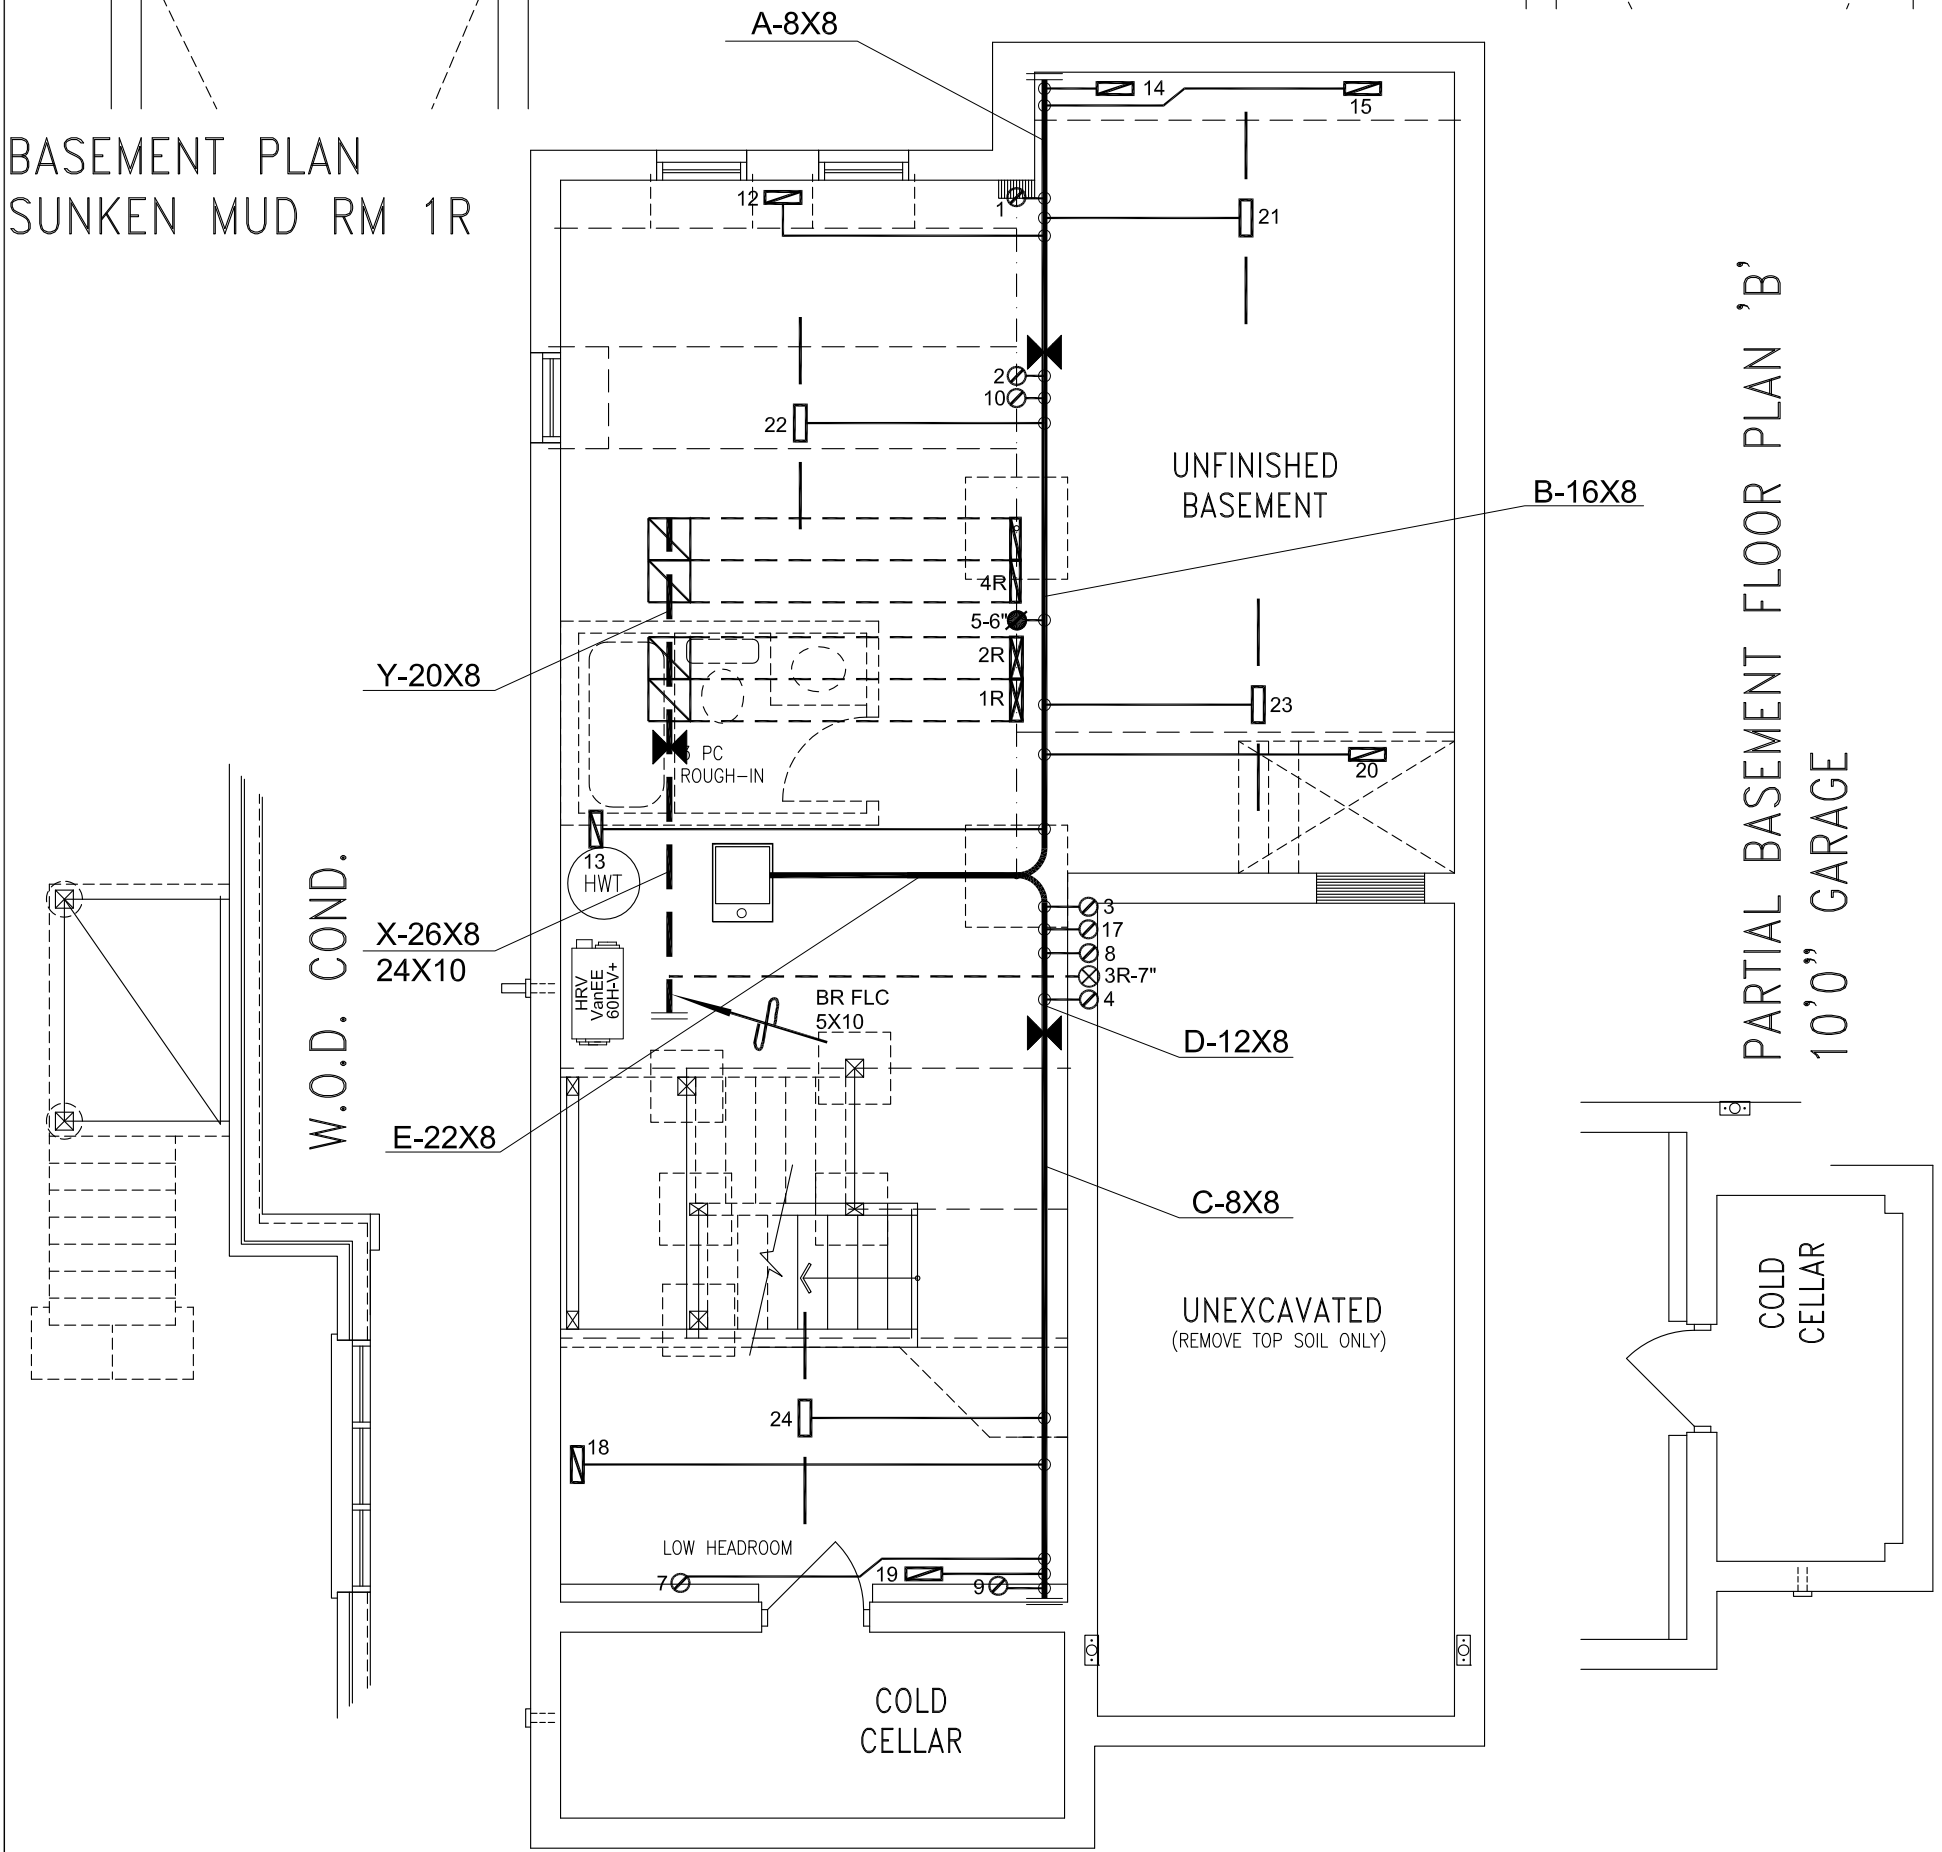 A-8X8
14
15
BASEMENT PLAN
SUNKEN MUD RM 1R
12
1
21
PARTIAL BASEMENT FLOOR PLAN 'B'
10'0" GARAGE
2
10
22
UNFINISHED
BASEMENT
B-16X8
4R
5-6"
2R
1R
Y-20X8
23
20
PC
ROUGH-IN
13
HWT
W.O.D. COND.
X-26X8
24X10
3
17
8
3R-7"
4
HRV
VanEE
60H-V+
BR FLC
5X10
D-12X8
E-22X8
C-8X8
UNEXCAVATED
(REMOVE TOP SOIL ONLY)
COLD
CELLAR
24
18
LOW HEADROOM
7
19
9
COLD
CELLAR